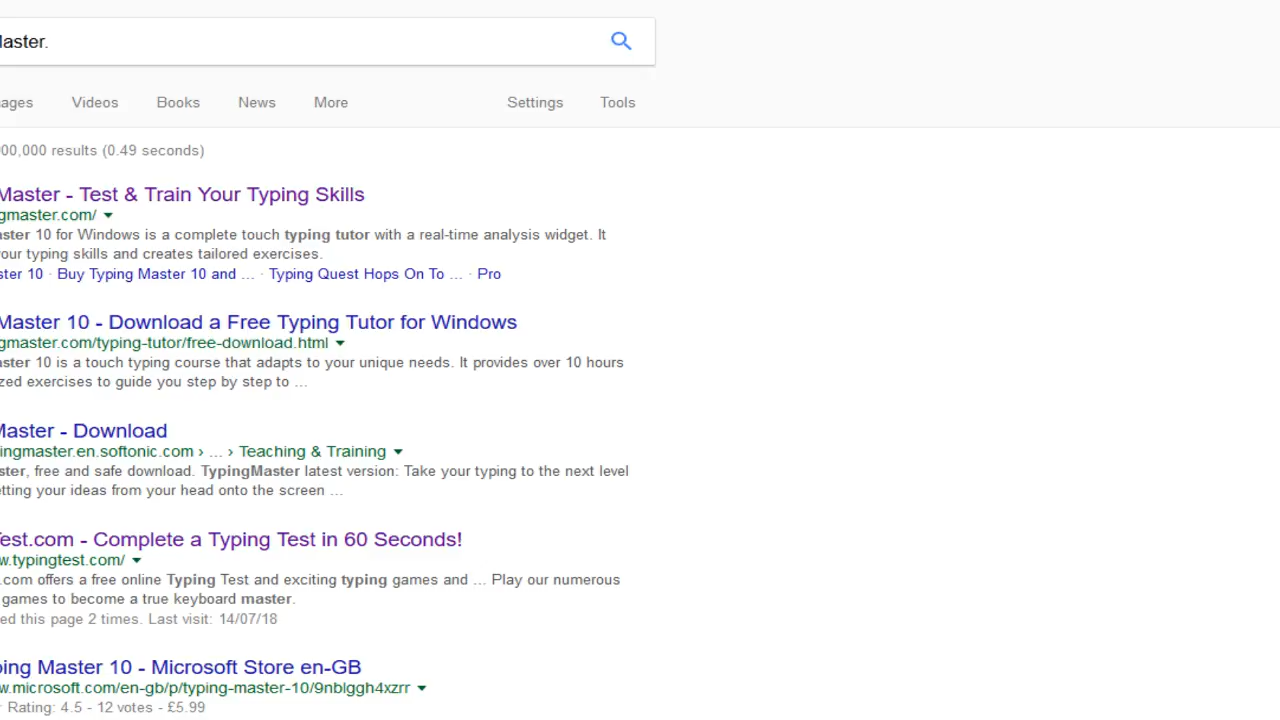 aster.
ages Videos Books News More Settings Tools
00,000 results (0.49 seconds)
Master - Test & Train Your Typing Skills
gmaster.com/
aster 10 for Windows is a complete touch typing tutor with a real-time analysis widget. It
our typing skills and creates tailored exercises.
ster 10 · Buy Typing Master 10 and ... · Typing Quest Hops On To ... · Pro
Master 10 - Download a Free Typing Tutor for Windows
gmaster.com/typing-tutor/free-download.html
aster 10 is a touch typing course that adapts to your unique needs. It provides over 10 hours
zed exercises to guide you step by step to ...
Master - Download
ingmaster.en.softonic.com › ... › Teaching & Training
ster, free and safe download. TypingMaster latest version: Take your typing to the next level
etting your ideas from your head onto the screen ...
Test.com - Complete a Typing Test in 60 Seconds!
w.typingtest.com/
.com offers a free online Typing Test and exciting typing games and ... Play our numerous
games to become a true keyboard master.
ed this page 2 times. Last visit: 14/07/18
ping Master 10 - Microsoft Store en-GB
w.microsoft.com/en-gb/p/typing-master-10/9nblggh4xzrr
Rating: 4.5 - 12 votes - £5.99